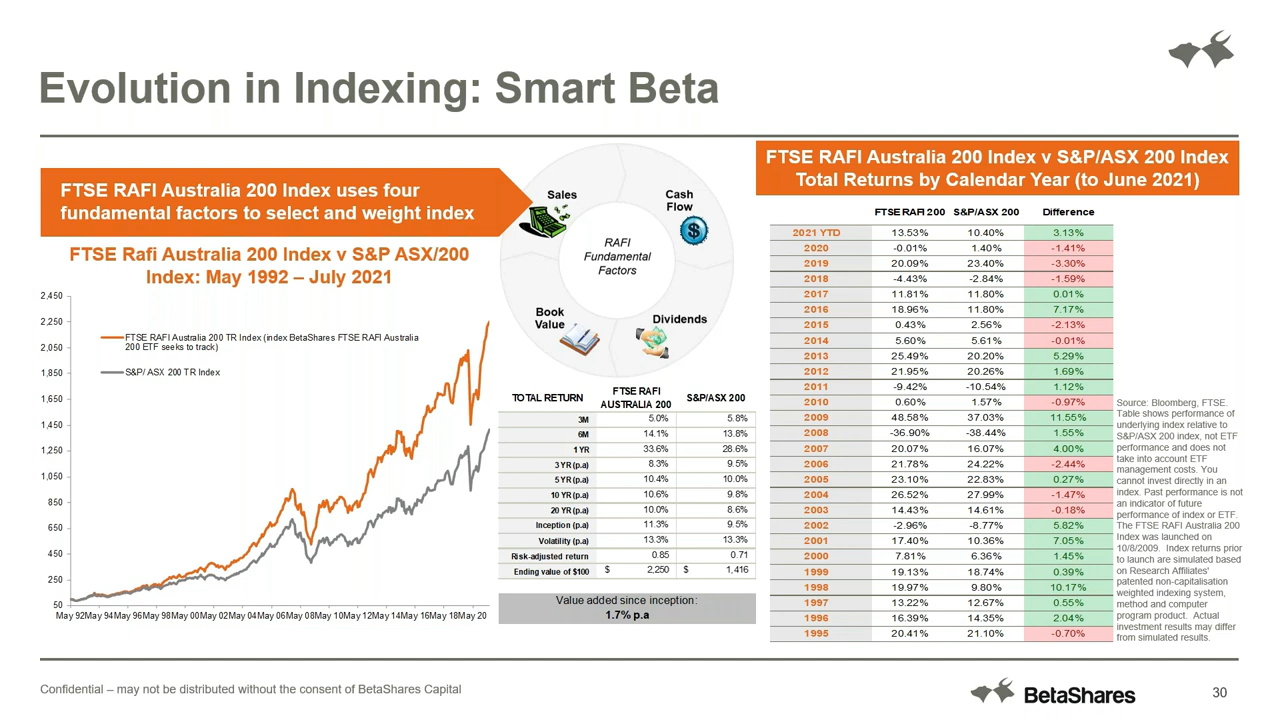 Evolution in Indexing: Smart Beta
FTSE RAFI Australia 200 Index uses four
fundamental factors to select and weight index
FTSE Rafi Australia 200 Index v S&P ASX/200
Index: May 1992 – July 2021
2,450
2,250
2,050
1,850
1,650
1,450
1,250
1,050
850
650
450
250
50
FTSE RAFI Australia 200 TR Index (index BetaShares FTSE RAFI Australia
200 ETF seeks to track)
S&P/ ASX 200 TR Index
May 92May 94May 96May 98May 00May 02May 04May 06May 08May 10May 12May 14May 16May 18May 20
Sales
Cash
Flow
RAFI
Fundamental
Factors
Book
Value
Dividends
TOTAL RETURN FTSE RAFI AUSTRALIA 200 S&P/ASX 200
3M 5.0% 5.8%
6M 14.1% 13.8%
1 YR 33.6% 28.6%
3 YR (p.a) 8.3% 9.5%
5 YR (p.a) 10.4% 10.0%
10 YR (p.a) 10.6% 9.8%
20 YR (p.a) 10.0% 8.6%
Inception (p.a) 11.3% 9.5%
Volatility (p.a) 13.3% 13.3%
Risk-adjusted return 0.85 0.71
Ending value of $100 $ 2,250 $ 1,416
Value added since inception:
1.7% p.a
FTSE RAFI Australia 200 Index v S&P/ASX 200 Index
Total Returns by Calendar Year (to June 2021)
FTSE RAFI 200 S&P/ASX 200 Difference
2021 YTD 13.53% 10.40% 3.13%
2020 -0.01% 1.40% -1.41%
2019 20.09% 23.40% -3.30%
2018 -4.43% -2.84% -1.59%
2017 11.81% 11.80% 0.01%
2016 18.96% 11.80% 7.17%
2015 0.43% 2.56% -2.13%
2014 5.60% 5.61% -0.01%
2013 25.49% 20.20% 5.29%
2012 21.95% 20.26% 1.69%
2011 -9.42% -10.54% 1.12%
2010 0.60% 1.57% -0.97%
2009 48.58% 37.03% 11.55%
2008 -36.90% -38.44% 1.55%
2007 20.07% 16.07% 4.00%
2006 21.78% 24.22% -2.44%
2005 23.10% 22.83% 0.27%
2004 26.52% 27.99% -1.47%
2003 14.43% 14.61% -0.18%
2002 -2.96% -8.77% 5.82%
2001 17.40% 10.36% 7.05%
2000 7.81% 6.36% 1.45%
1999 19.13% 18.74% 0.39%
1998 19.97% 9.80% 10.17%
1997 13.22% 12.67% 0.55%
1996 16.39% 14.35% 2.04%
1995 20.41% 21.10% -0.70%
Source: Bloomberg, FTSE.
Table shows performance of
underlying index relative to
S&P/ASX 200 index, not ETF
performance and does not
take into account ETF
management costs. You
cannot invest directly in an
index. Past performance is not
an indicator of future
performance of index or ETF.
The FTSE RAFI Australia 200
Index was launched on
10/8/2009. Index returns prior
to launch are simulated based
on Research Affiliates'
patented non-capitalisation
weighted indexing system,
method and computer
program product. Actual
investment results may differ
from simulated results.
Confidential – may not be distributed without the consent of BetaShares Capital
BetaShares
30